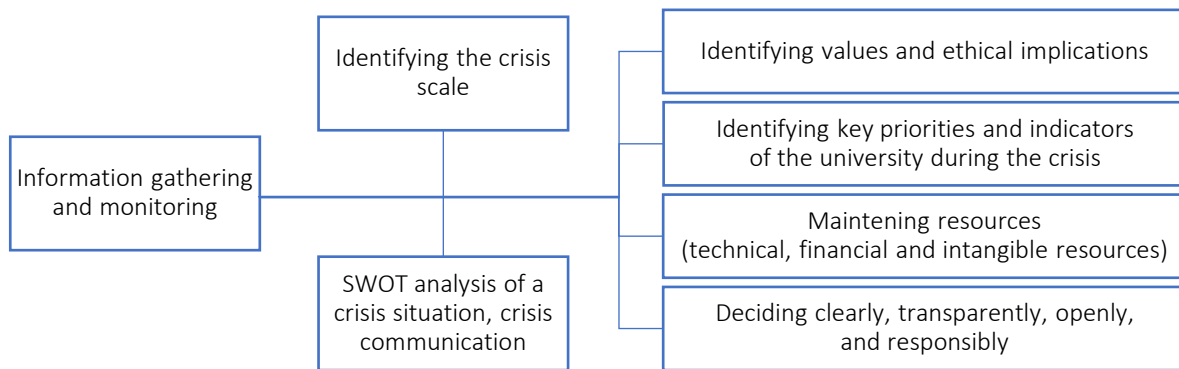 Information gathering
and monitoring
Identifying the crisis
scale
SWOT analysis of a
crisis situation, crisis
communication
Identifying values and ethical implications
Identifying key priorities and indicators
of the university during the crisis
Maintening resources
(technical, financial and intangible resources)
Deciding clearly, transparently, openly,
and responsibly